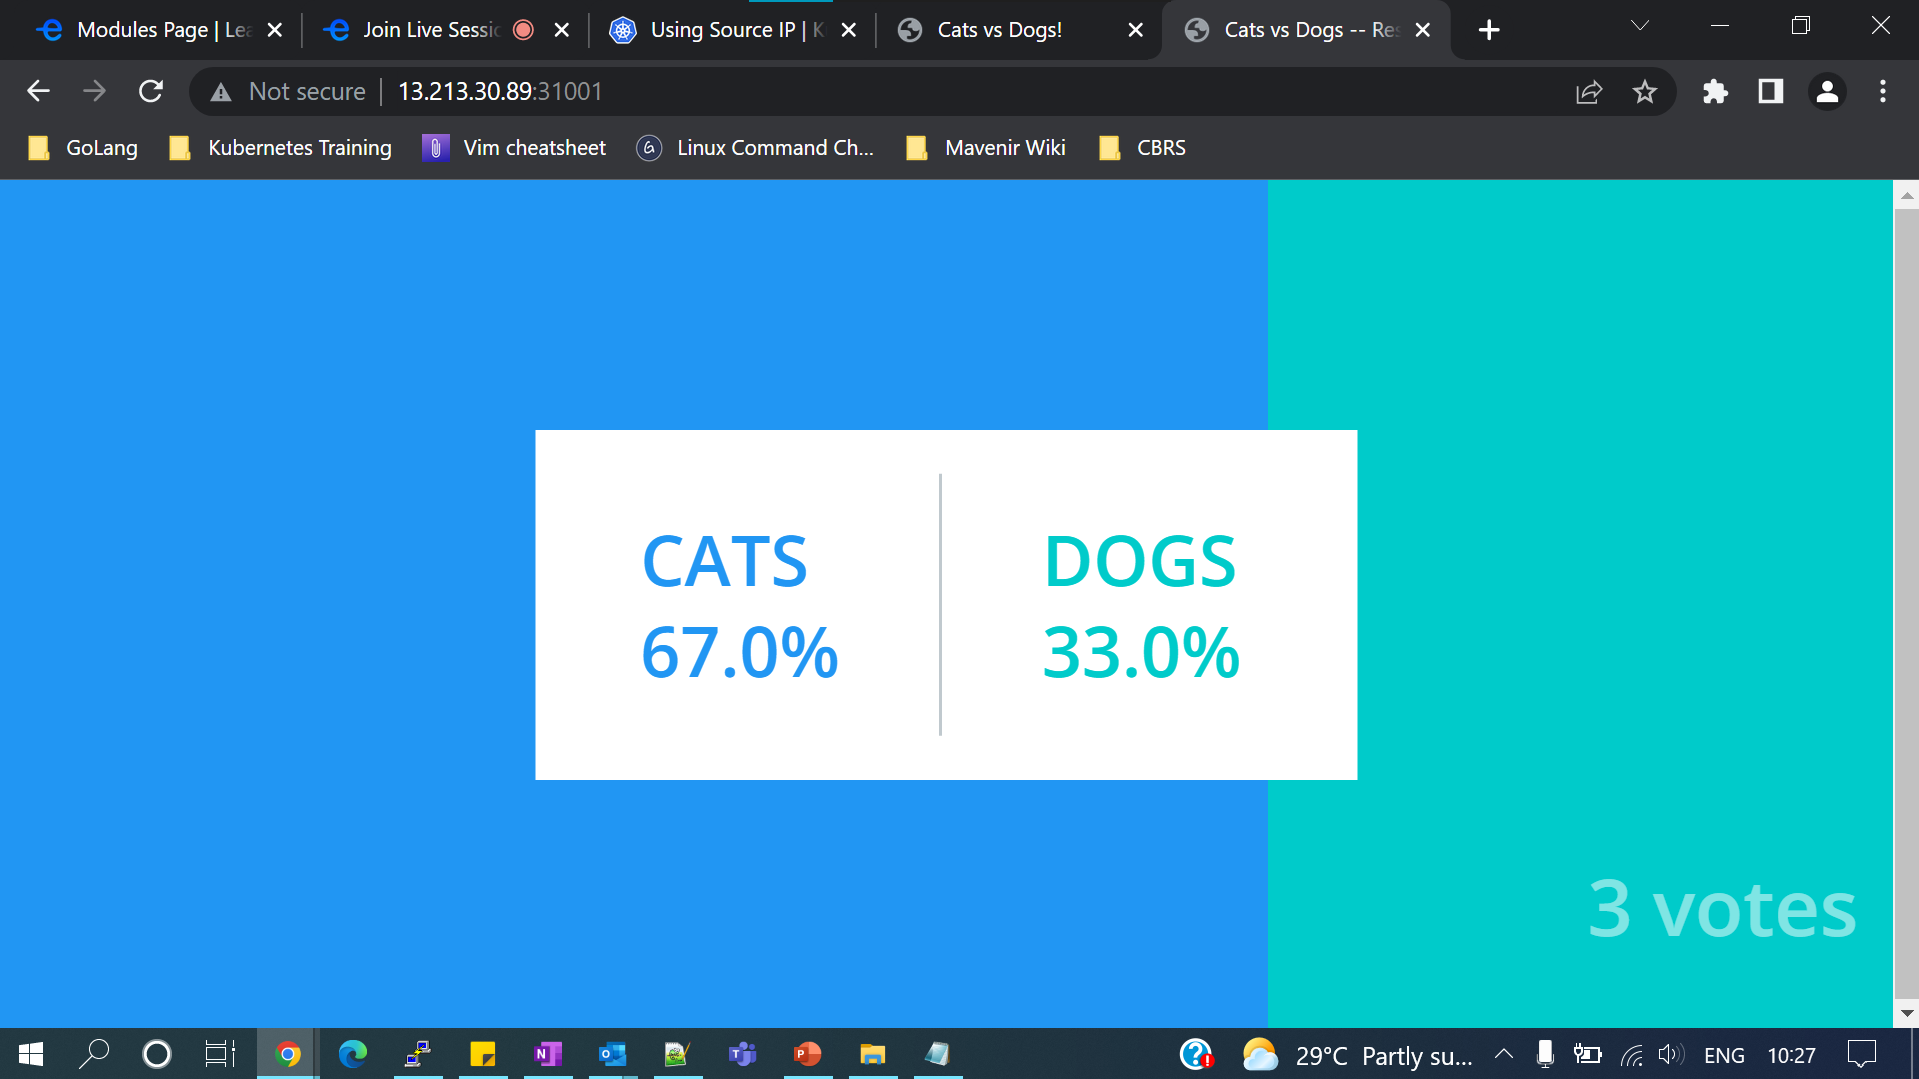 Modules Page | Lea
Join Live Sessic
Using Source IP | K
Cats vs Dogs!
Cats vs Dogs -- Res
Not secure
13.213.30.89:31001
GoLang
Kubernetes Training
Vim cheatsheet
Linux Command Ch...
Mavenir Wiki
CBRS
CATS
67.0%
DOGS
33.0%
3 votes
29°C Partly su...
ENG
10:27